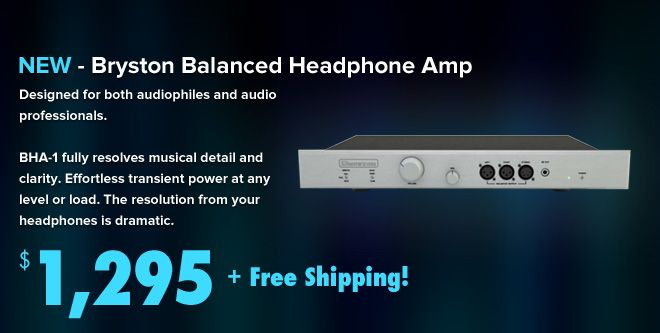 NEW - Bryston Balanced Headphone Amp
Designed for both audiophiles and audio
professionals.
BHA-1 fully resolves musical detail and
clarity. Effortless transient power at any
level or load. The resolution from your
headphones is dramatic.
$1,295 + Free Shipping!